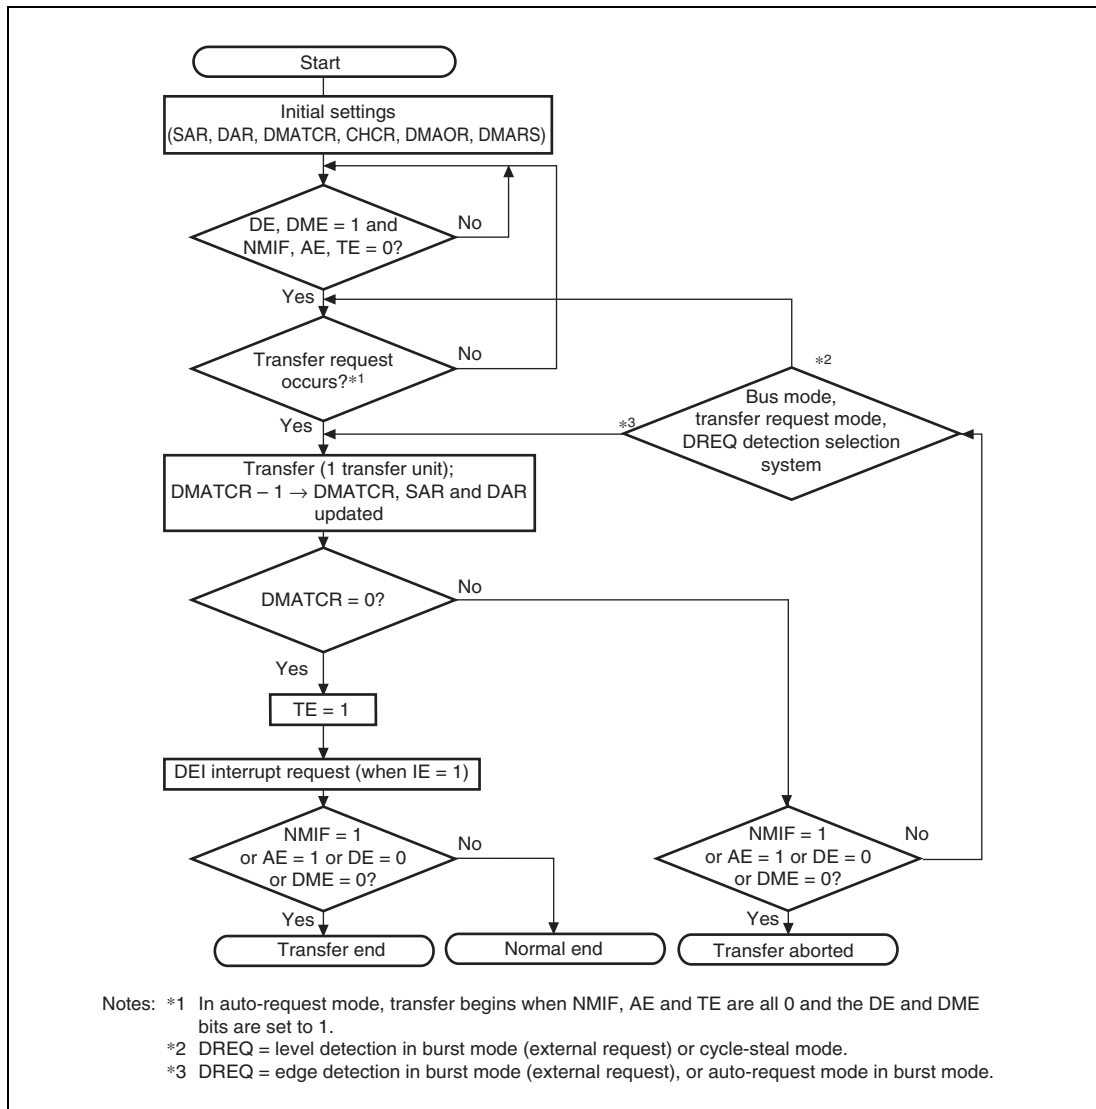 Start
Initial settings
(SAR, DAR, DMATCR, CHCR, DMAOR, DMARS)
DE, DME = 1 and
NMIF, AE, TE = 0?
No
Yes
Transfer request
occurs?*1
No
Yes
*2
Bus mode,
transfer request mode,
DREQ detection selection
system
*3
Transfer (1 transfer unit);
DMATCR – 1 → DMATCR, SAR and DAR
updated
DMATCR = 0?
No
Yes
TE = 1
DEI interrupt request (when IE = 1)
NMIF = 1
or AE = 1 or DE = 0
or DME = 0?
No
Yes
NMIF = 1
or AE = 1 or DE = 0
or DME = 0?
No
Yes
Transfer end
Normal end
Transfer aborted
Notes: *1 In auto-request mode, transfer begins when NMIF, AE and TE are all 0 and the DE and DME
bits are set to 1.
*2 DREQ = level detection in burst mode (external request) or cycle-steal mode.
*3 DREQ = edge detection in burst mode (external request), or auto-request mode in burst mode.